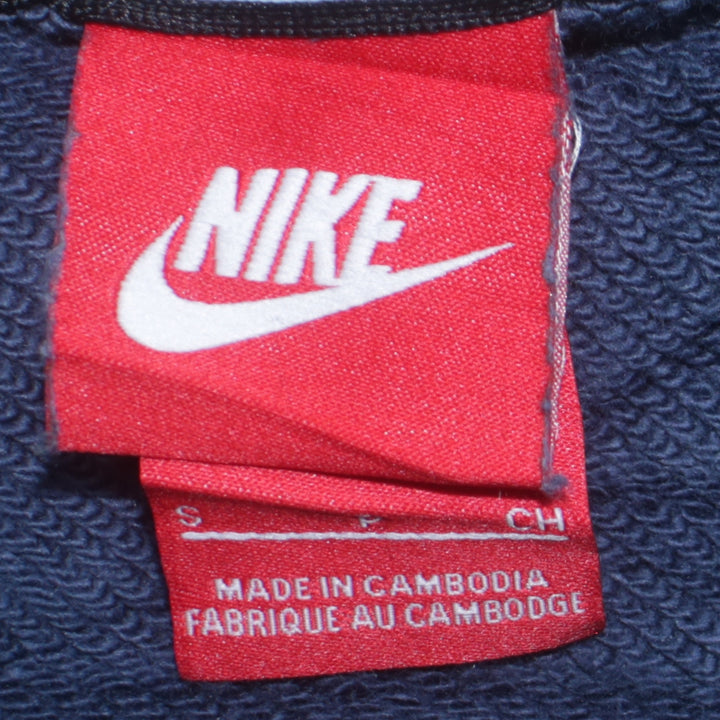 NIKE
S P CH
MADE IN CAMBODIA
FABRIQUE AU CAMBODGE